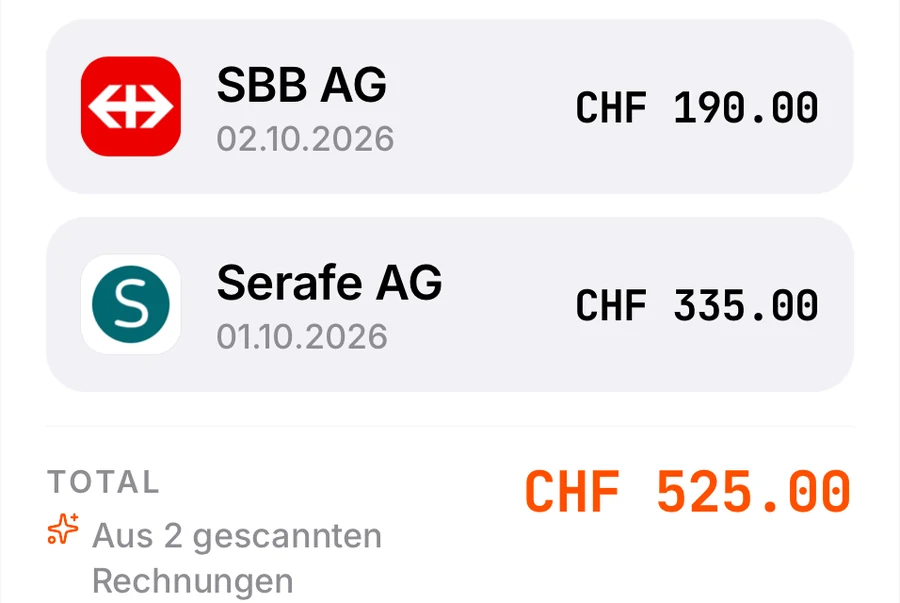 SBB AG
CHF 190.00
02.10.2026
S
Serafe AG
CHF 335.00
01.10.2026
TOTAL
CHF 525.00
Aus 2 gescannten
Rechnungen